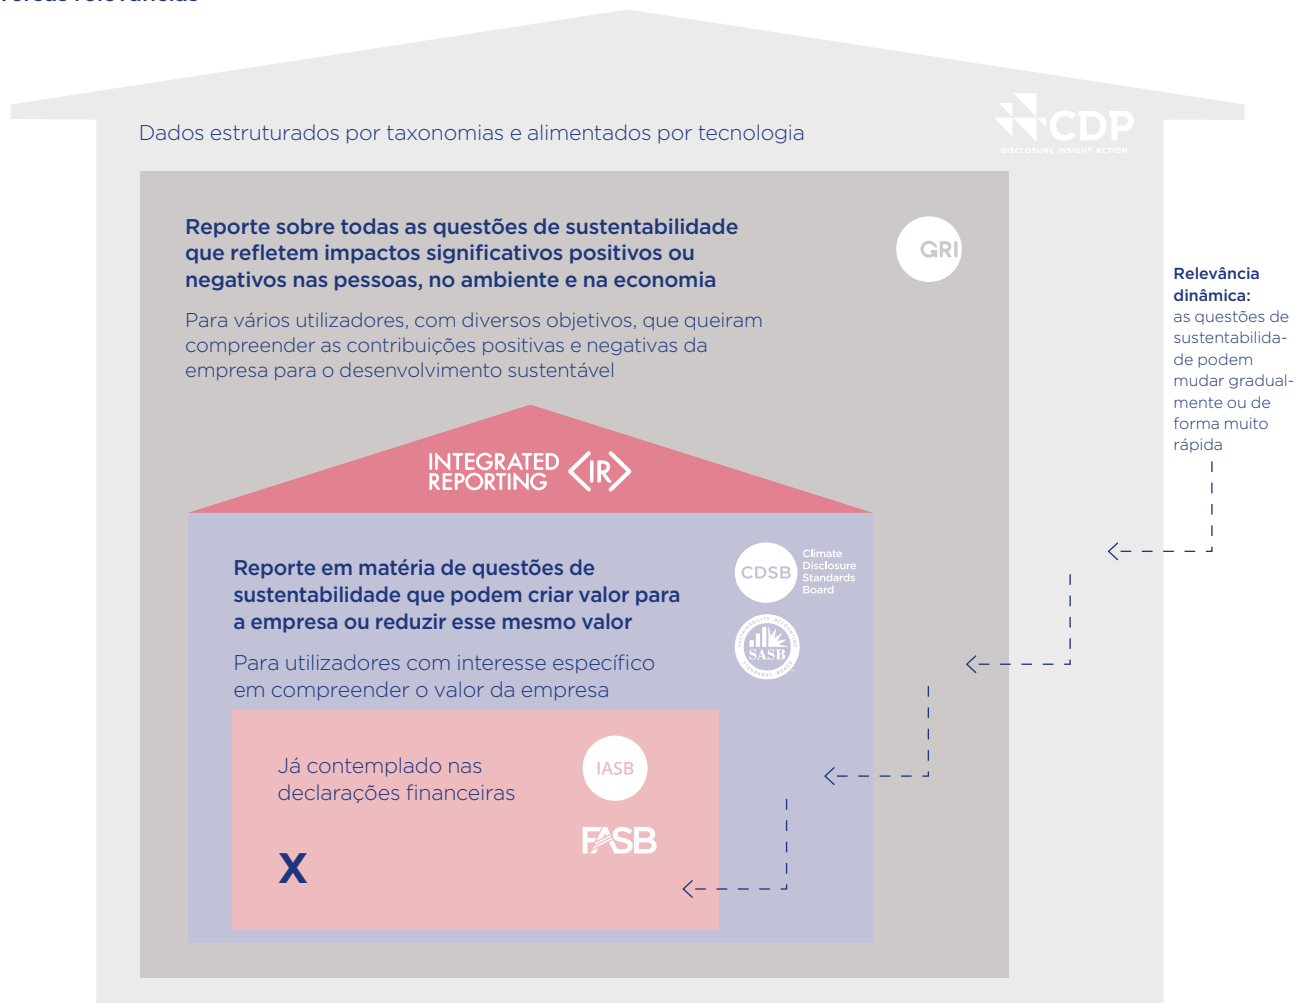 Dados estruturados por taxonomias e alimentados por tecnologia
CDP
DISCLOSURE INSIGHT ACTION
Reporte sobre todas as questões de sustentabilidade
que refletem impactos significativos positivos ou
negativos nas pessoas, no ambiente e na economia
GRI
Para vários utilizadores, com diversos objetivos, que queiram
compreender as contribuições positivas e negativas da
empresa para o desenvolvimento sustentável
Relevância
dinâmica:
as questões de
sustentabilida-
de podem
mudar gradual-
mente ou de
forma muito
rápida
INTEGRATED
REPORTING
<IR>
Reporte em matéria de questões de
sustentabilidade que podem criar valor para
a empresa ou reduzir esse mesmo valor
CDSB
Climate
Disclosure
Standards
Board
Para utilizadores com interesse específico
em compreender o valor da empresa
SUSTAINABILITY ACCOUNTING
SASB
STANDARDS BOARD
Já contemplado nas
declarações financeiras
IASB
FASB
X